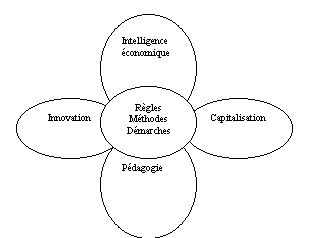 Intelligence
économique
Innovation
Règles
Méthodes
Démarches
Capitalisation
Pédagogie